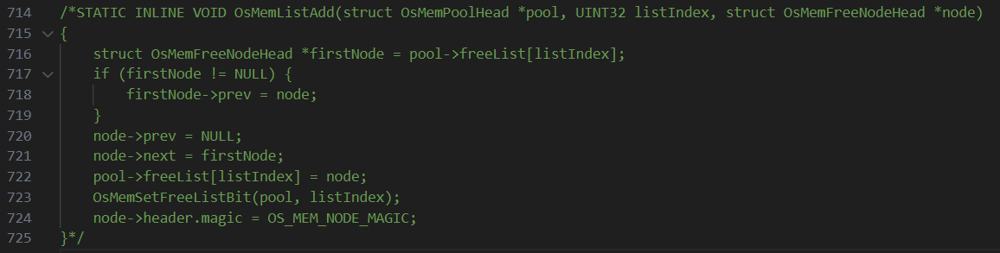 714 /*STATIC INLINE VOID OsMemListAdd(struct OsMemPoolHead *pool, UINT32 listIndex, struct OsMemFreeNodeHead *node)
715 {
716     struct OsMemFreeNodeHead *firstNode = pool->freeList[listIndex];
717     if (firstNode != NULL) {
718         firstNode->prev = node;
719     }
720     node->prev = NULL;
721     node->next = firstNode;
722     pool->freeList[listIndex] = node;
723     OsMemSetFreeListBit(pool, listIndex);
724     node->header.magic = OS_MEM_NODE_MAGIC;
725 }*/